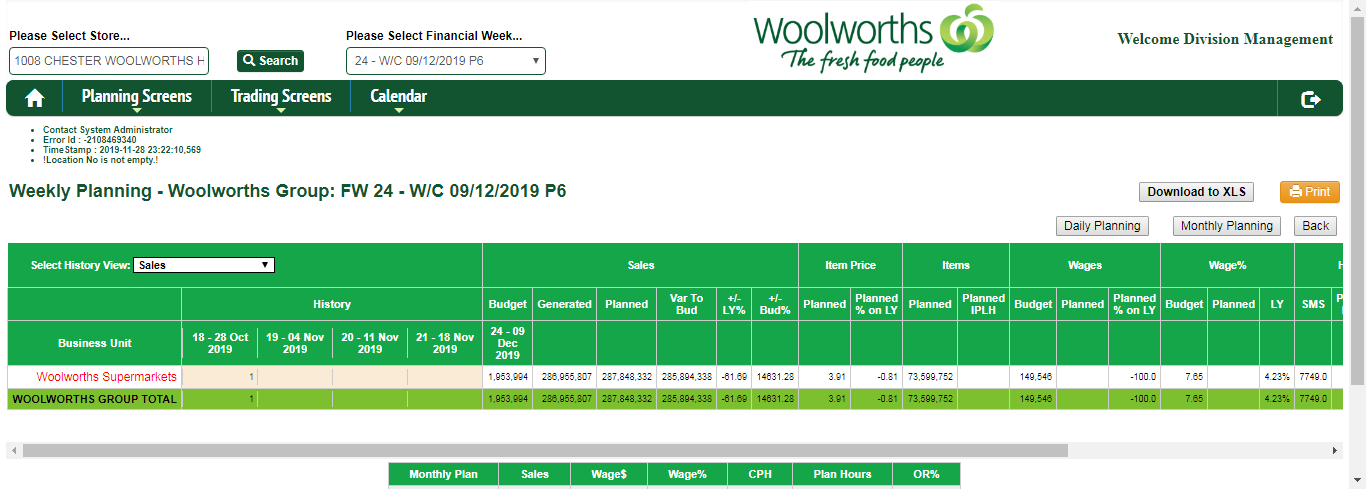 Please Select Store...
Please Select Financial Week...
Woolworths
The fresh food people
Welcome Division Management
1008 CHESTER WOOLWORTHS H
Search
24 - W/C 09/12/2019 P6
Planning Screens
Trading Screens
Calendar
Contact System Administrator
Error Id : -2108469340
TimeStamp : 2019-11-28 23:22:10,569
!Location No is not empty.!
Weekly Planning - Woolworths Group: FW 24 - W/C 09/12/2019 P6
Download to XLS
Print
Daily Planning
Monthly Planning
Back
Select History View: Sales
Sales
Item Price
Items
Wages
Wage%
H
History
Budget
Generated
Planned
Var To
Bud
+/-
LY%
+/-
Bud%
Planned
Planned
% on LY
Planned
Planned
IPLH
Budget
Planned
Planned
% on LY
Budget
Planned
LY
SMS
Business Unit
18 - 28 Oct
2019
19 - 04 Nov
2019
20 - 11 Nov
2019
21 - 18 Nov
2019
24 - 09
Dec
2019
Woolworths Supermarkets 1 1,953,994 286,955,807 287,848,332 285,894,338 -61.69 14631.28 3.91 -0.81 73,599,752 149,546 -100.0 7.65 4.23% 7749.0
WOOLWORTHS GROUP TOTAL 1 1,953,994 286,955,807 287,848,332 285,894,338 -61.69 14631.28 3.91 -0.81 73,599,752 149,546 -100.0 7.65 4.23% 7749.0
Monthly Plan Sales Wage$ Wage% CPH Plan Hours OR%